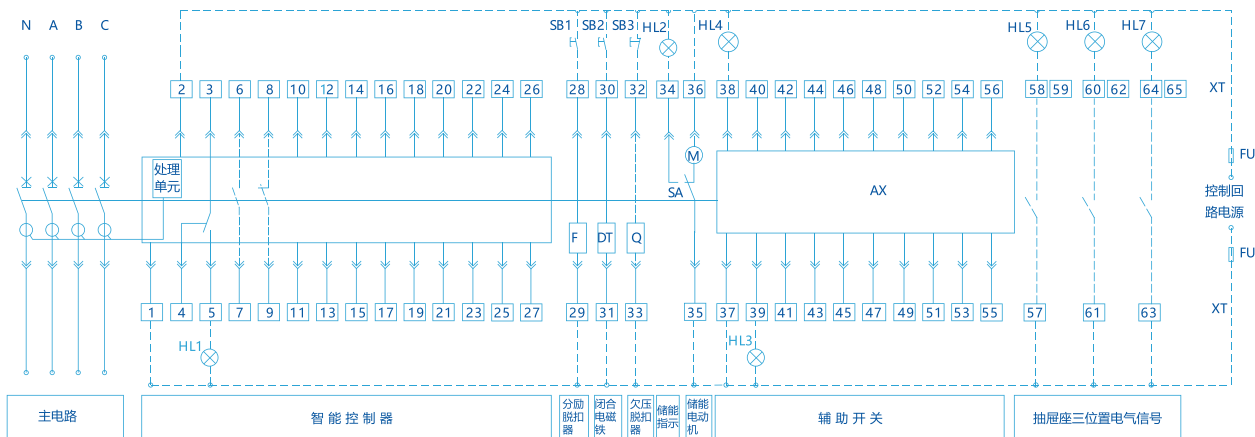 N A B C
SB1 SB2 SB3 HL2 HL4 HL5 HL6 HL7
2 3 6 8 10 12 14 16 18 20 22 24 26 28 30 32 34 36 38 40 42 44 46 48 50 52 54 56 58 59 60 62 64 65 XT
FU
M
处理
单元
SA
AX
控制回
路电源
F DT Q
FU
1 4 5 7 9 11 13 15 17 19 21 23 25 27 29 31 33 35 37 39 41 43 45 47 49 51 53 55 57 61 63 XT
HL1 HL3
主电路
智能控制器
分励
脱扣
器
闭合
电磁
铁
欠压
脱扣
器
储能
指示
储能
电动
机
辅助开关
抽屉座三位置电气信号